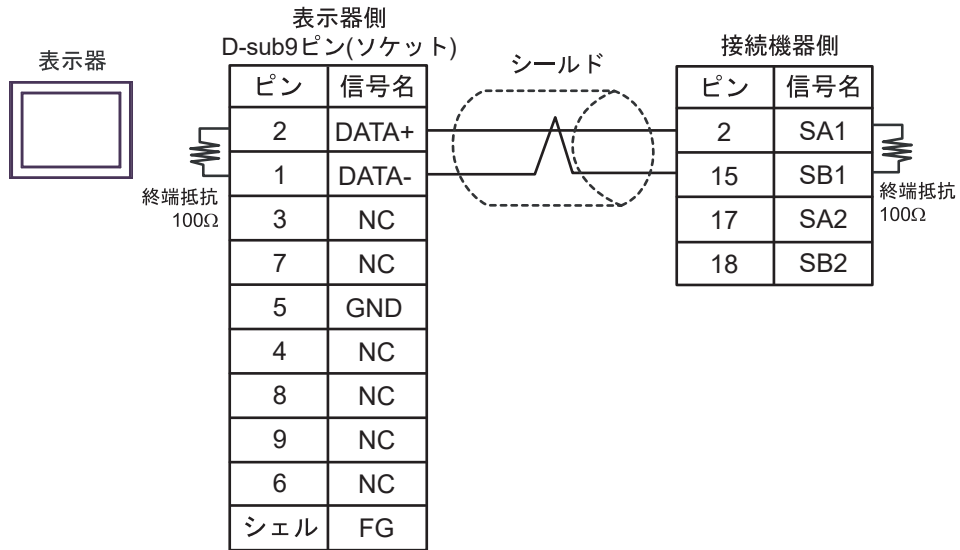 表示器
表示器側
D-sub9ピン(ソケット)
ピン 信号名
2 DATA+
1 DATA-
3 NC
7 NC
5 GND
4 NC
8 NC
9 NC
6 NC
シェル FG
終端抵抗
100Ω
シールド
接続機器側
ピン 信号名
2 SA1
15 SB1
17 SA2
18 SB2
終端抵抗
100Ω